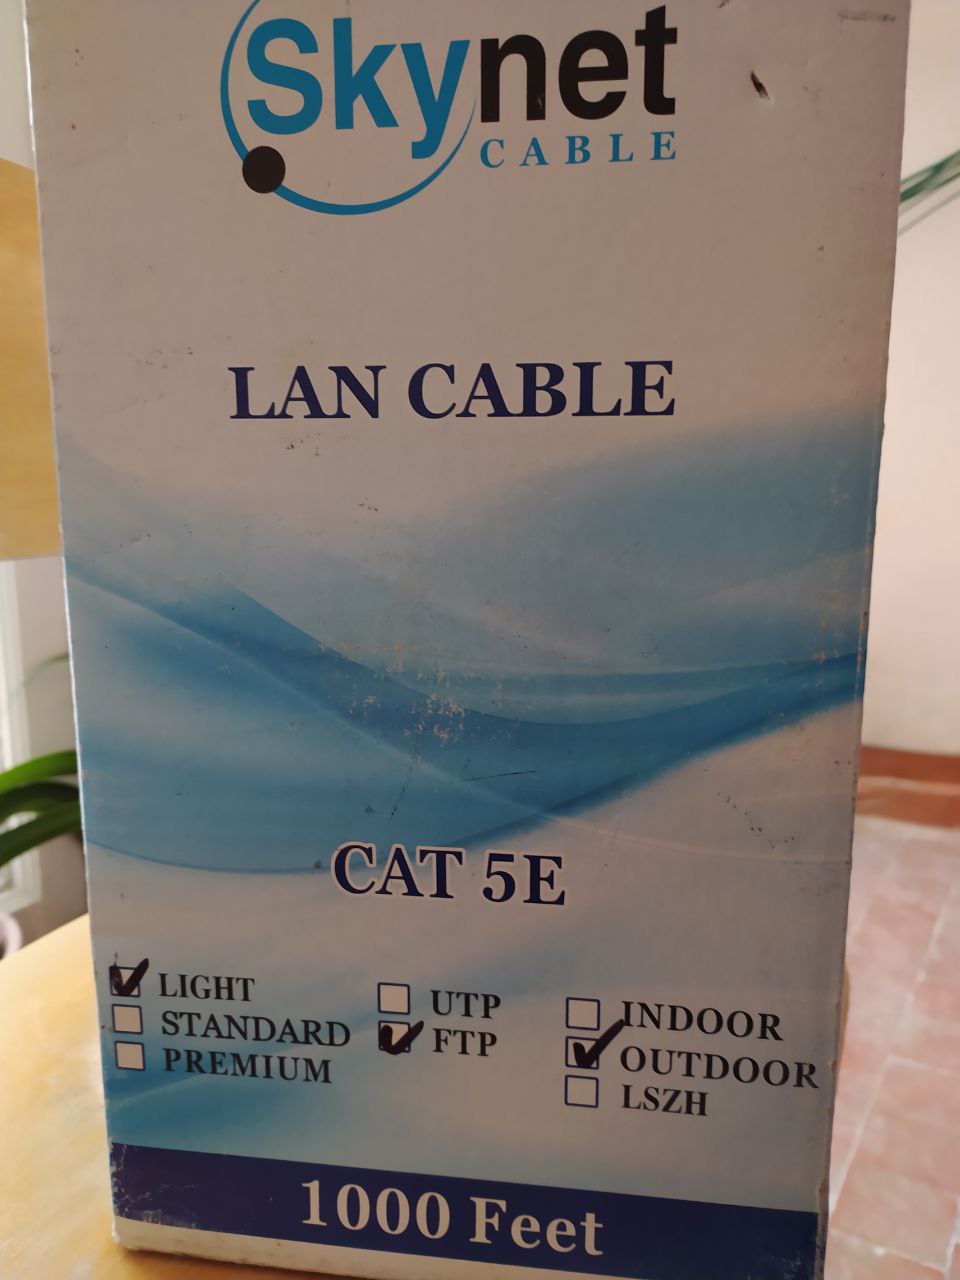 Skynet
CABLE
LAN CABLE
CAT 5E
LIGHT
STANDARD
PREMIUM
UTP
FTP
INDOOR
OUTDOOR
LSZH
1000 Feet